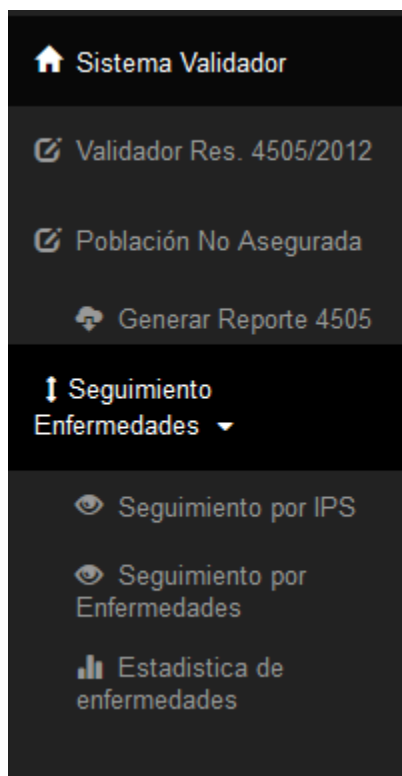 Sistema Validador
Validador Res. 4505/2012
Población No Asegurada
Generar Reporte 4505
Seguimiento
Enfermedades
Seguimiento por IPS
Seguimiento por
Enfermedades
Estadistica de
enfermedades